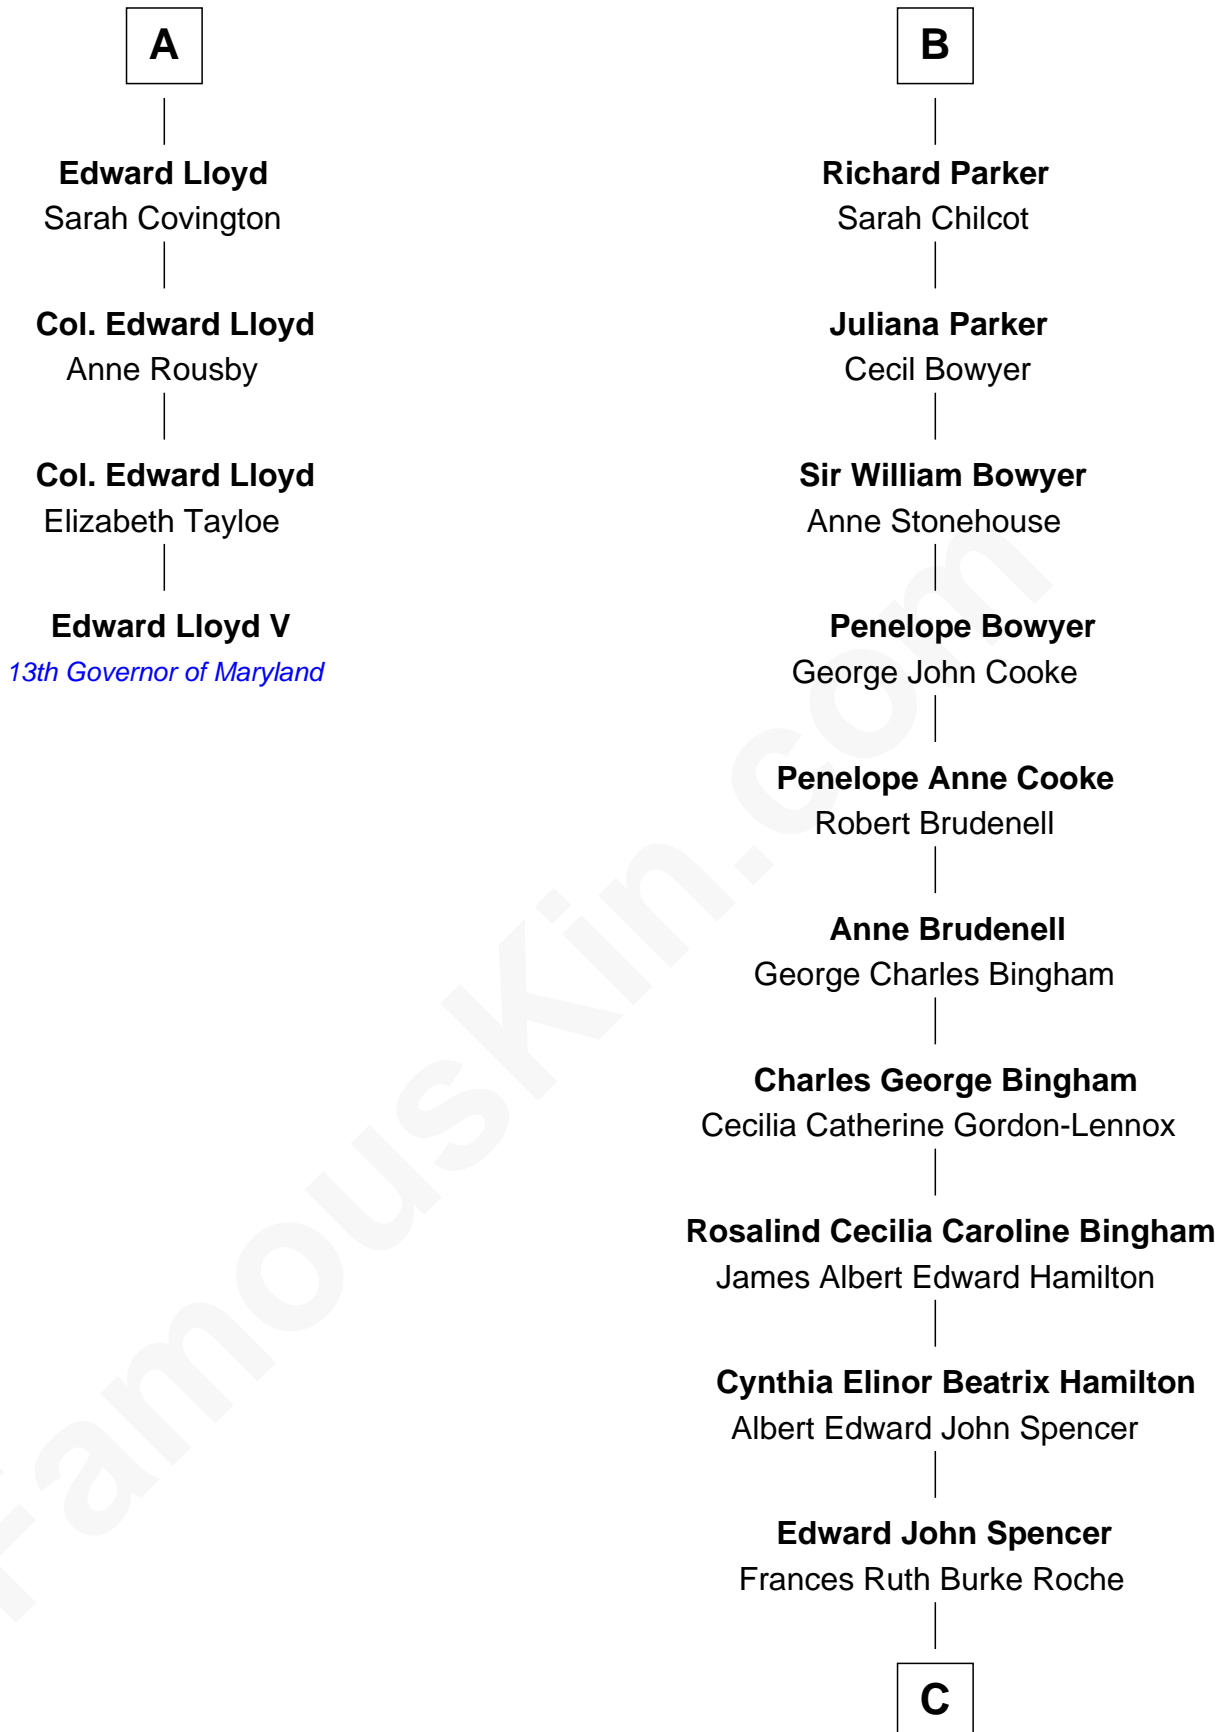 A
Edward Lloyd
Sarah Covington
Col. Edward Lloyd
Anne Rousby
Col. Edward Lloyd
Elizabeth Tayloe
Edward Lloyd V
13th Governor of Maryland
B
Richard Parker
Sarah Chilcot
Juliana Parker
Cecil Bowyer
Sir William Bowyer
Anne Stonehouse
Penelope Bowyer
George John Cooke
Penelope Anne Cooke
Robert Brudenell
Anne Brudenell
George Charles Bingham
Charles George Bingham
Cecilia Catherine Gordon-Lennox
Rosalind Cecilia Caroline Bingham
James Albert Edward Hamilton
Cynthia Elinor Beatrix Hamilton
Albert Edward John Spencer
Edward John Spencer
Frances Ruth Burke Roche
C
FamousKin.com